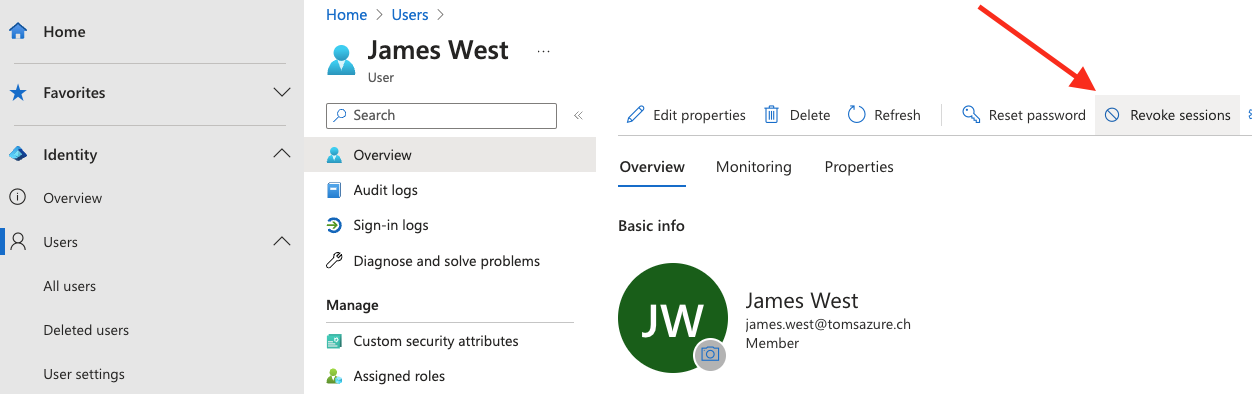 Home
Favorites
Identity
Overview
Users
All users
Deleted users
User settings
Home > Users >
James West ...
User
Search «
Overview
Audit logs
Sign-in logs
Diagnose and solve problems
Manage
Custom security attributes
Assigned roles
Edit properties Delete Refresh Reset password Revoke sessions
Overview Monitoring Properties
Basic info
JW
James West
james.west@tomsazure.ch
Member